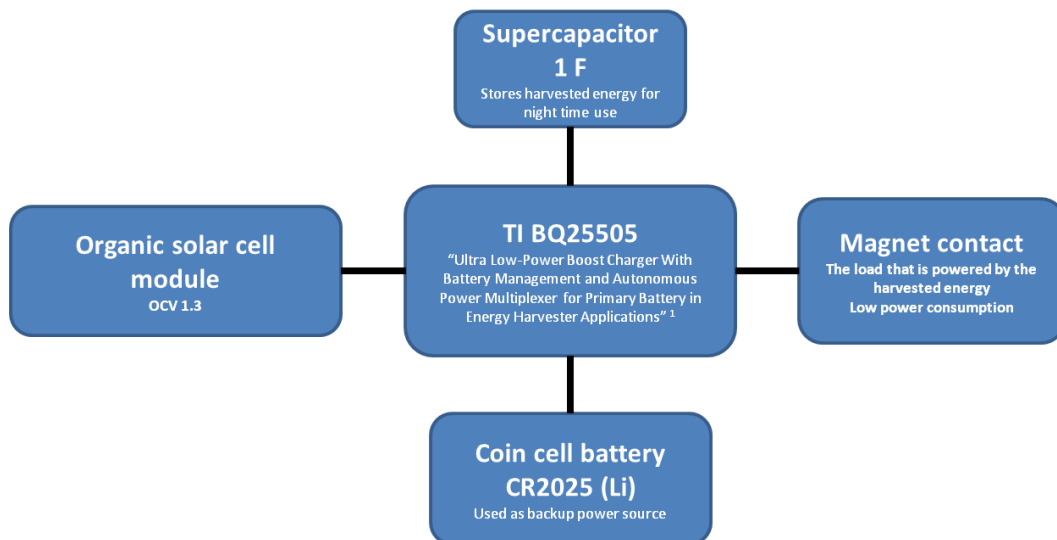 Supercapacitor
1 F
Stores harvested energy for
night time use
Organic solar cell
module
OCV 1.3
TI BQ25505
“Ultra Low-Power Boost Charger With
Battery Management and Autonomous
Power Multiplexer for Primary Battery in
Energy Harvester Applications” 1
Magnet contact
The load that is powered by the
harvested energy
Low power consumption
Coin cell battery
CR2025 (Li)
Used as backup power source